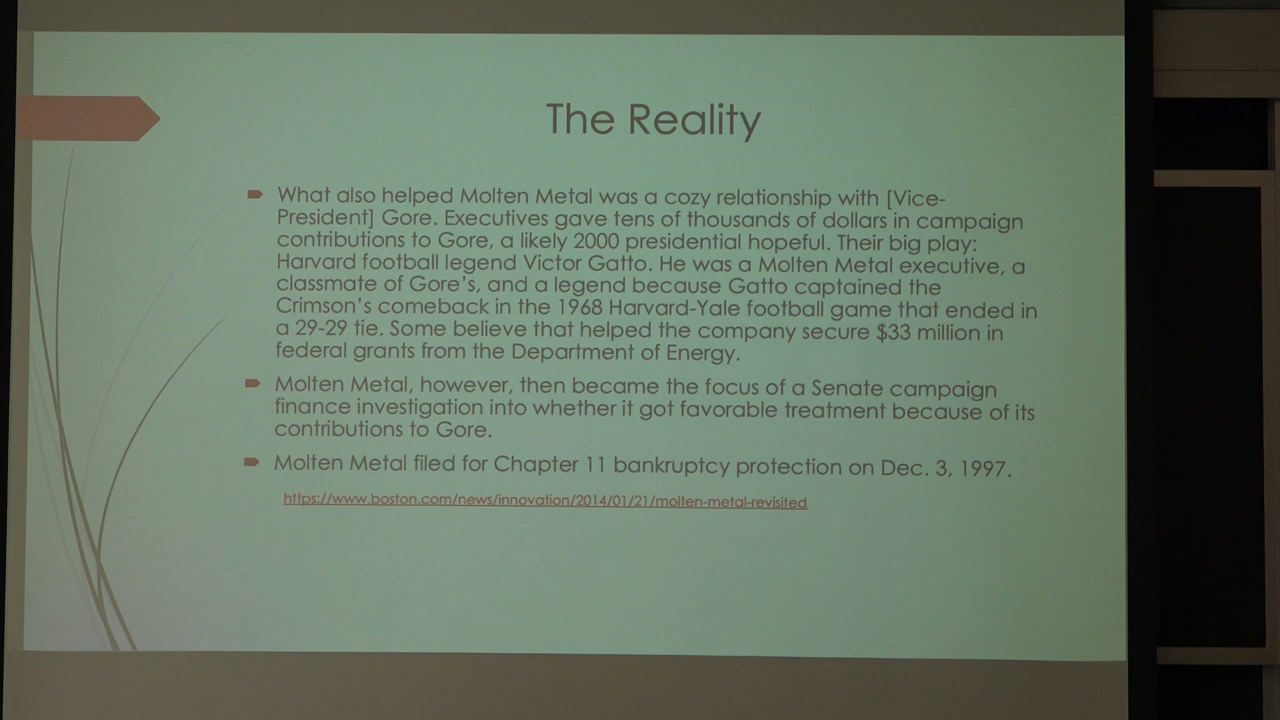 The Reality
What also helped Molten Metal was a cozy relationship with [Vice-
President] Gore. Executives gave tens of thousands of dollars in campaign
contributions to Gore, a likely 2000 presidential hopeful. Their big play:
Harvard football legend Victor Gatto. He was a Molten Metal executive, a
classmate of Gore's, and a legend because Gatto captained the
Crimson's comeback in the 1968 Harvard-Yale football game that ended in
a 29-29 tie. Some believe that helped the company secure $33 million in
federal grants from the Department of Energy.
Molten Metal, however, then became the focus of a Senate campaign
finance investigation into whether it got favorable treatment because of its
contributions to Gore.
Molten Metal filed for Chapter 11 bankruptcy protection on Dec. 3, 1997.
https://www.boston.com/news/innovation/2014/01/21/molten-metal-revisited